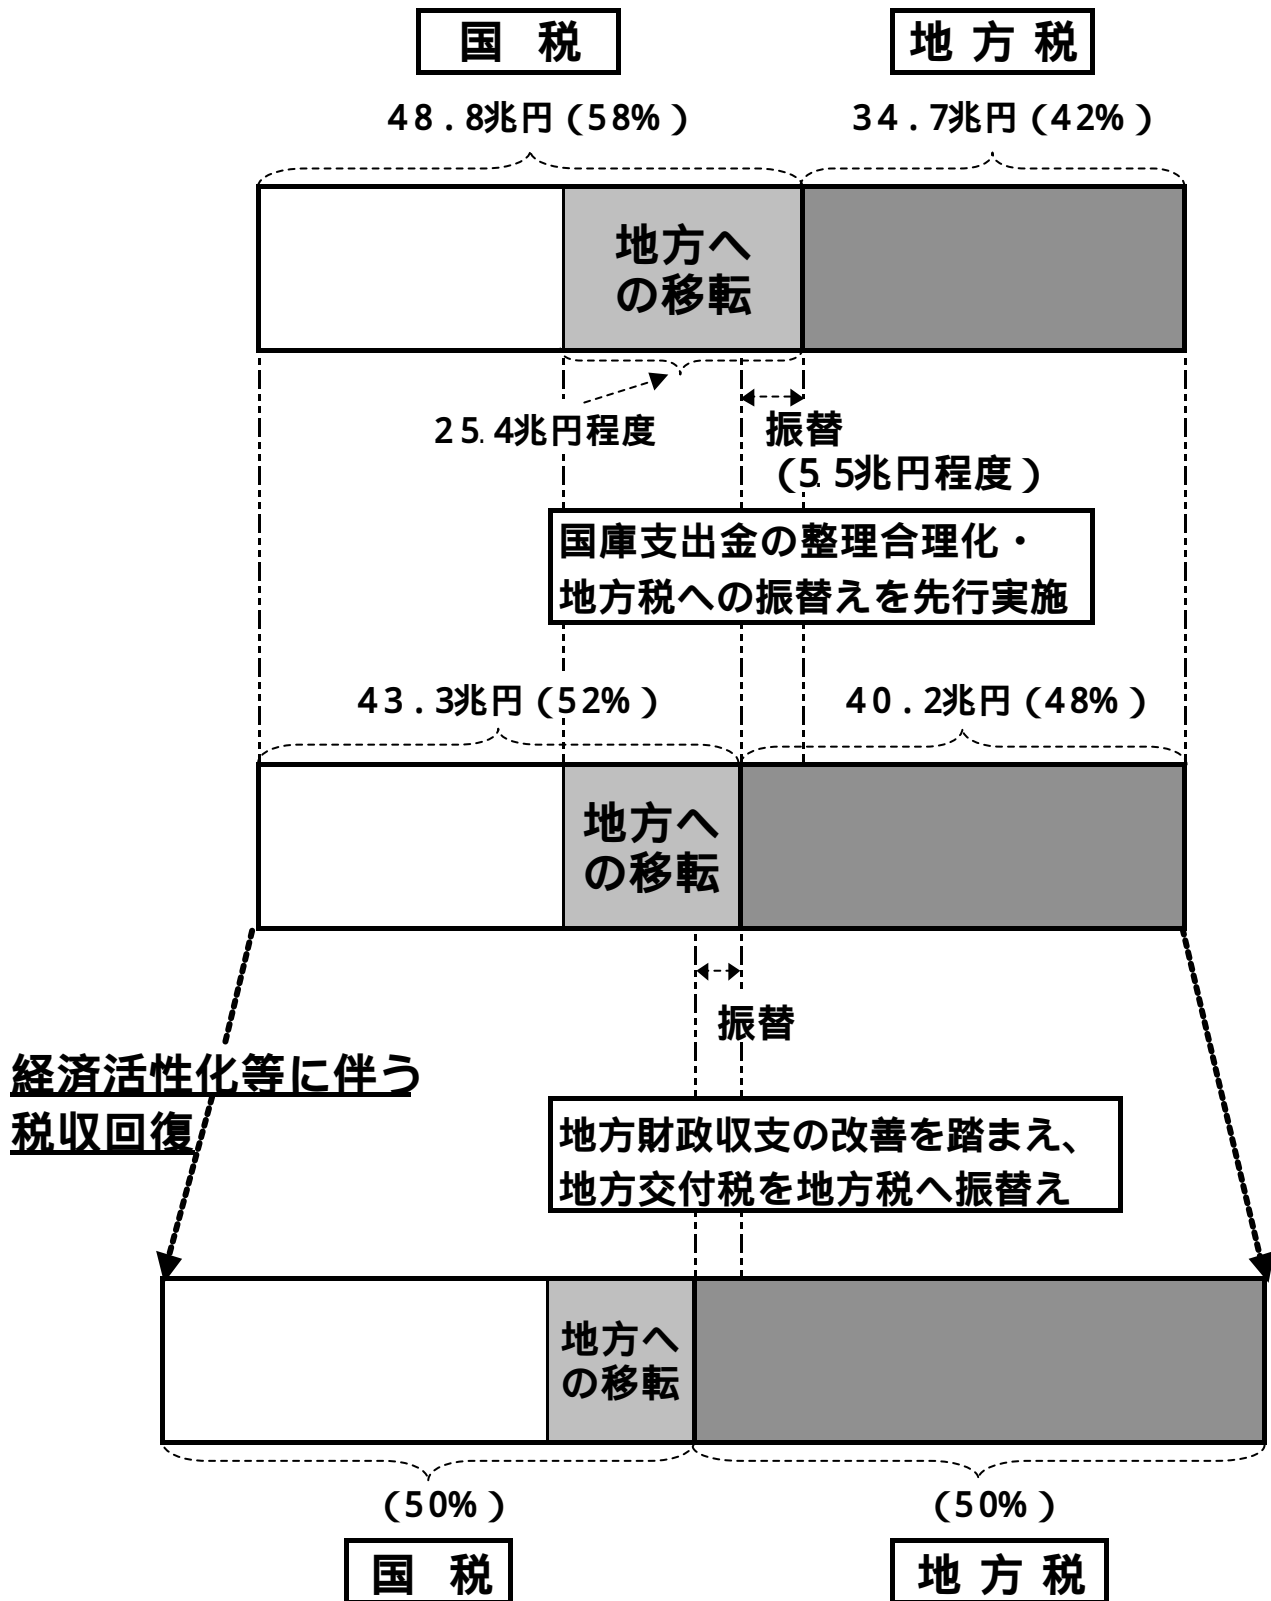 国 税
地 方 税
48.8兆円(58%)
34.7兆円(42%)
地方へ
の移転
25.4兆円程度
振替
(5.5兆円程度)
国庫支出金の整理合理化・
地方税への振替えを先行実施
43.3兆円(52%)
40.2兆円(48%)
地方へ
の移転
振替
経済活性化等に伴う
税収回復
地方財政収支の改善を踏まえ、
地方交付税を地方税へ振替え
地方へ
の移転
(50%)
(50%)
国 税
地 方 税